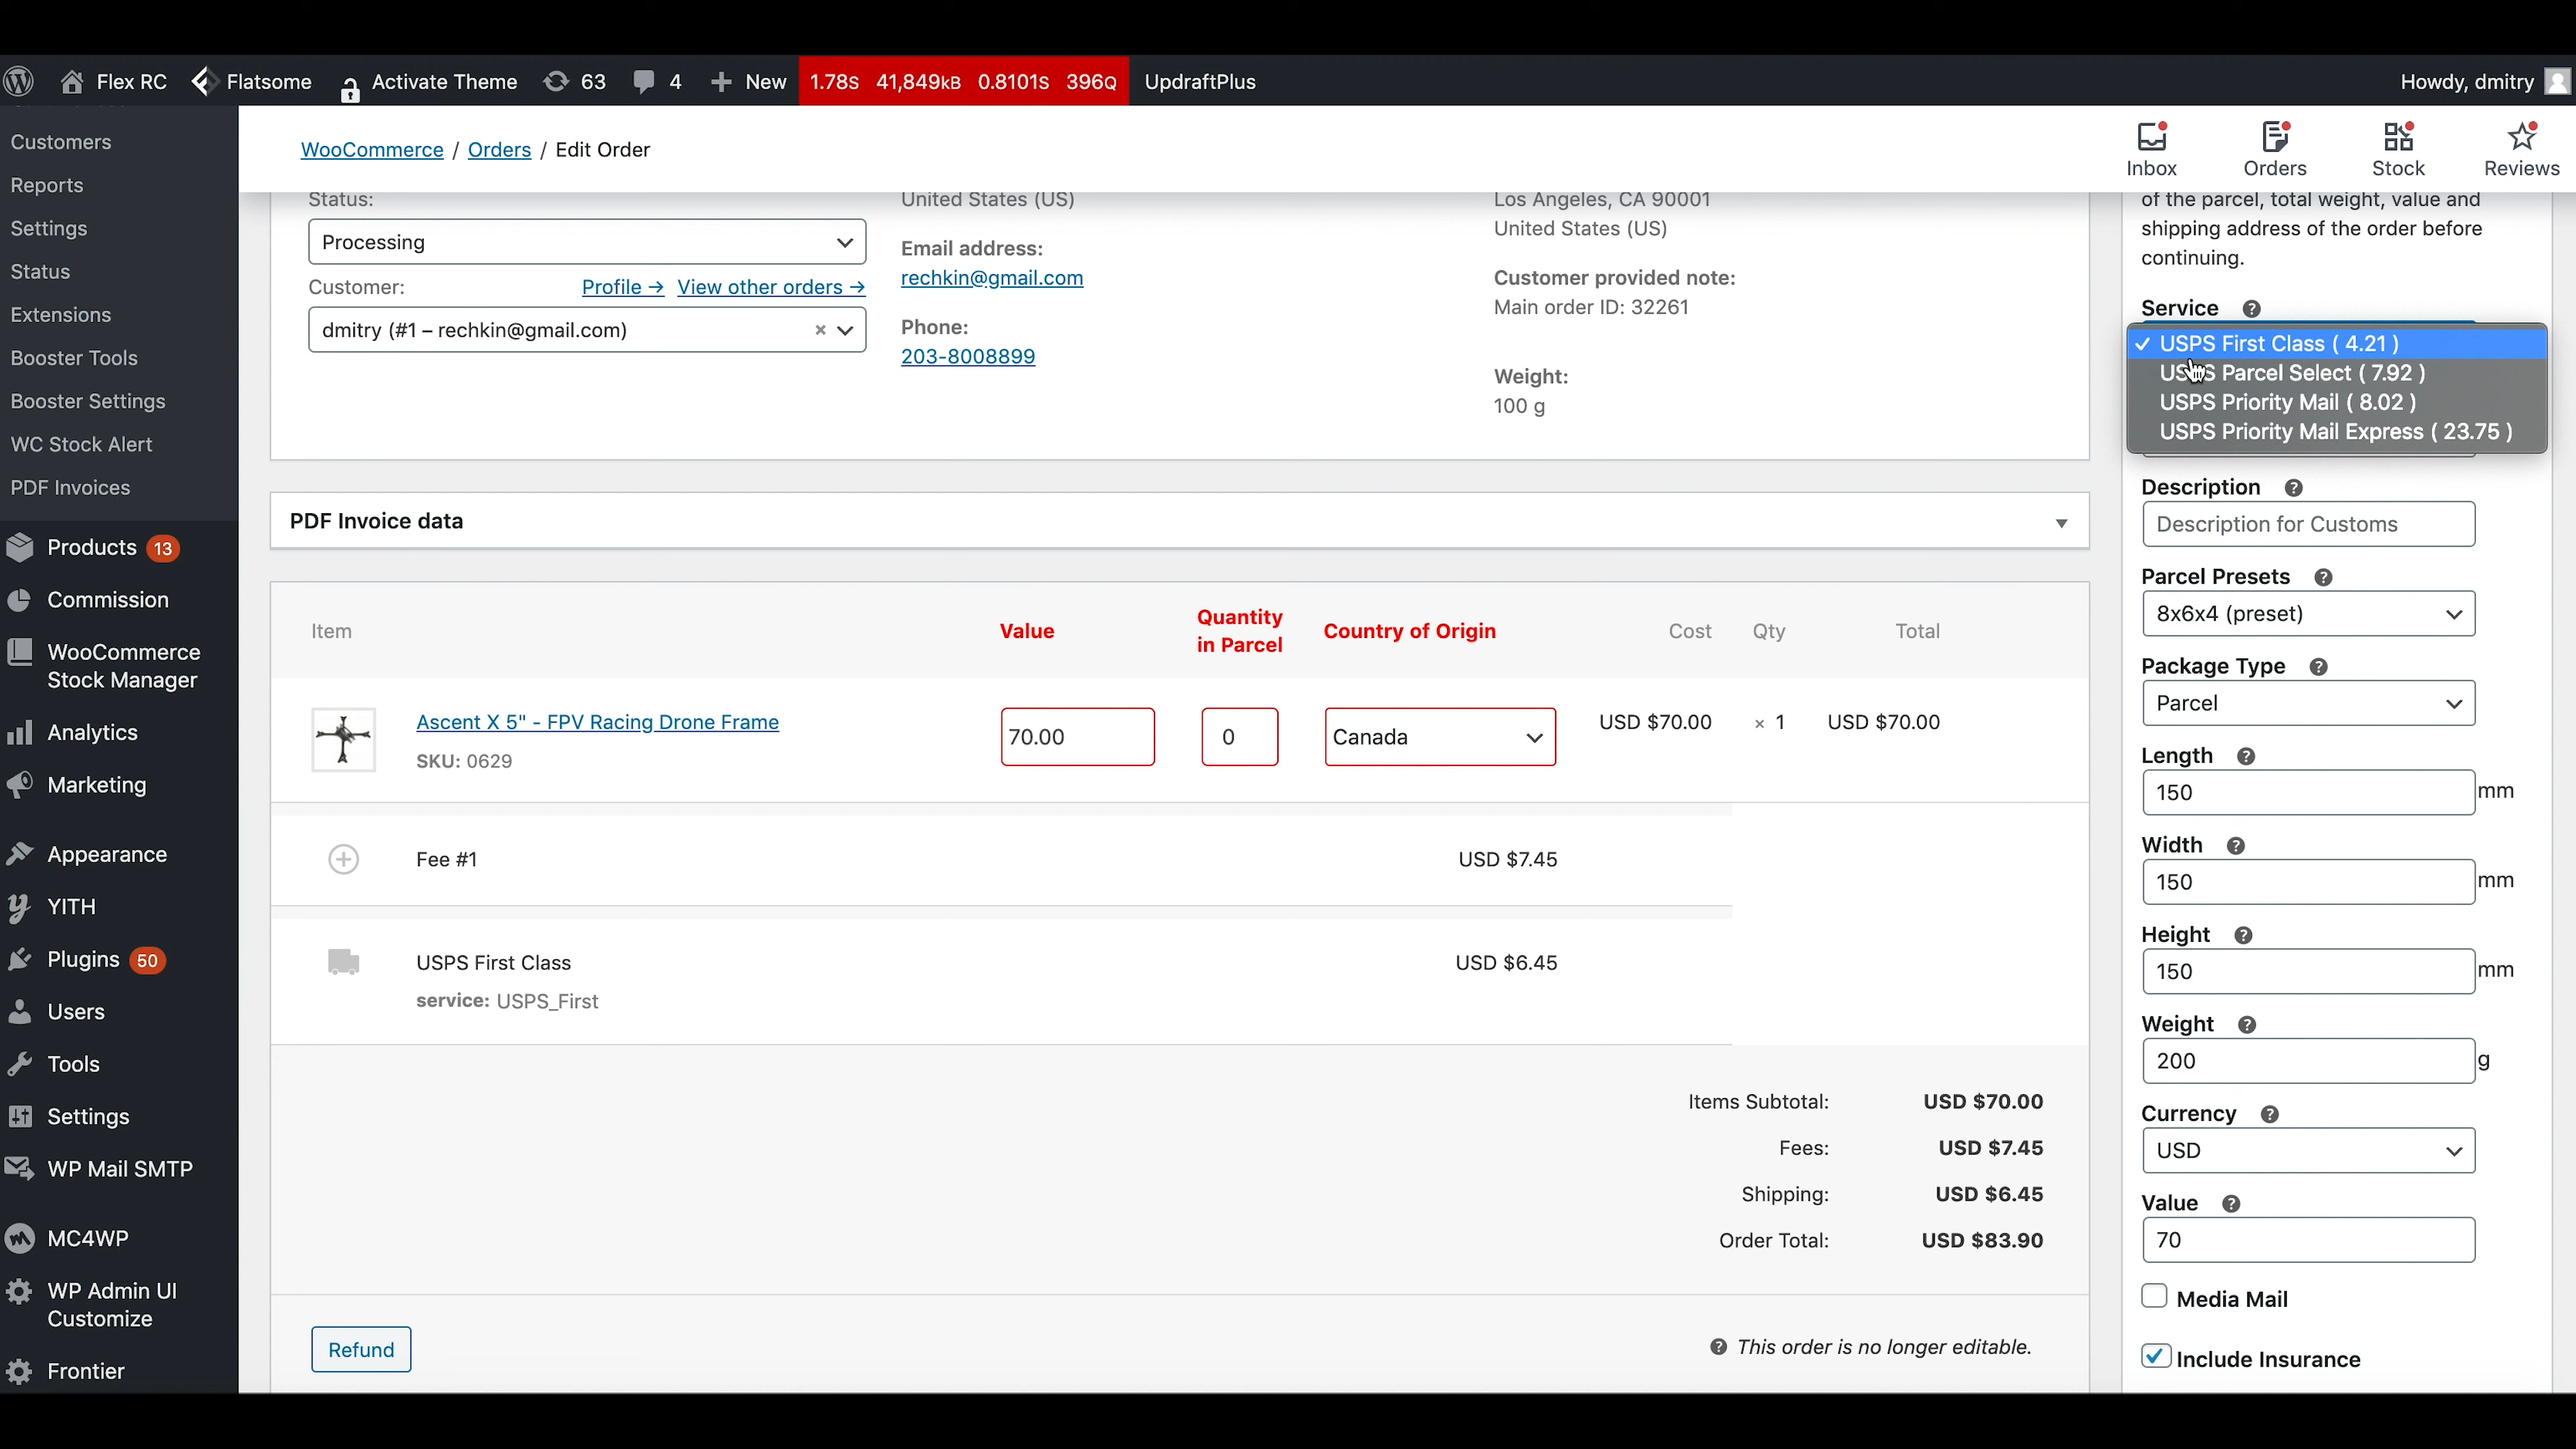 Flex RC
Flatsome
Activate Theme
63
4
New
1.78s 41,849kB 0.8101s 396Q
UpdraftPlus
Howdy, dmitry
Customers
Reports
Settings
Status
Extensions
Booster Tools
Booster Settings
WC Stock Alert
PDF Invoices
Products 13
Commission
WooCommerce
Stock Manager
Analytics
Marketing
Appearance
YITH
Plugins 50
Users
Tools
Settings
WP Mail SMTP
MC4WP
WP Admin UI
Customize
Frontier
WooCommerce / Orders / Edit Order
Inbox
Orders
Stock
Reviews
Status:
Processing
Customer: Profile → View other orders →
dmitry (#1 – rechkin@gmail.com) ×
United States (US)
Email address:
rechkin@gmail.com
Phone:
203-8008899
Los Angeles, CA 90001
United States (US)
Customer provided note:
Main order ID: 32261
Weight:
100 g
PDF Invoice data
Item Value Quantity in Parcel Country of Origin Cost Qty Total
Ascent X 5" - FPV Racing Drone Frame 70.00 0 Canada USD $70.00 × 1 USD $70.00
SKU: 0629
Fee #1 USD $7.45
USPS First Class USD $6.45
service: USPS_First
Items Subtotal: USD $70.00
Fees: USD $7.45
Shipping: USD $6.45
Order Total: USD $83.90
Refund
This order is no longer editable.
of the parcel, total weight, value and
shipping address of the order before
continuing.
Service
USPS First Class ( 4.21 )
Parcel Select ( 7.92 )
USPS Priority Mail ( 8.02 )
USPS Priority Mail Express ( 23.75 )
Description
Description for Customs
Parcel Presets
8x6x4 (preset)
Package Type
Parcel
Length
150 mm
Width
150 mm
Height
150 mm
Weight
200 g
Currency
USD
Value
70
Media Mail
Include Insurance